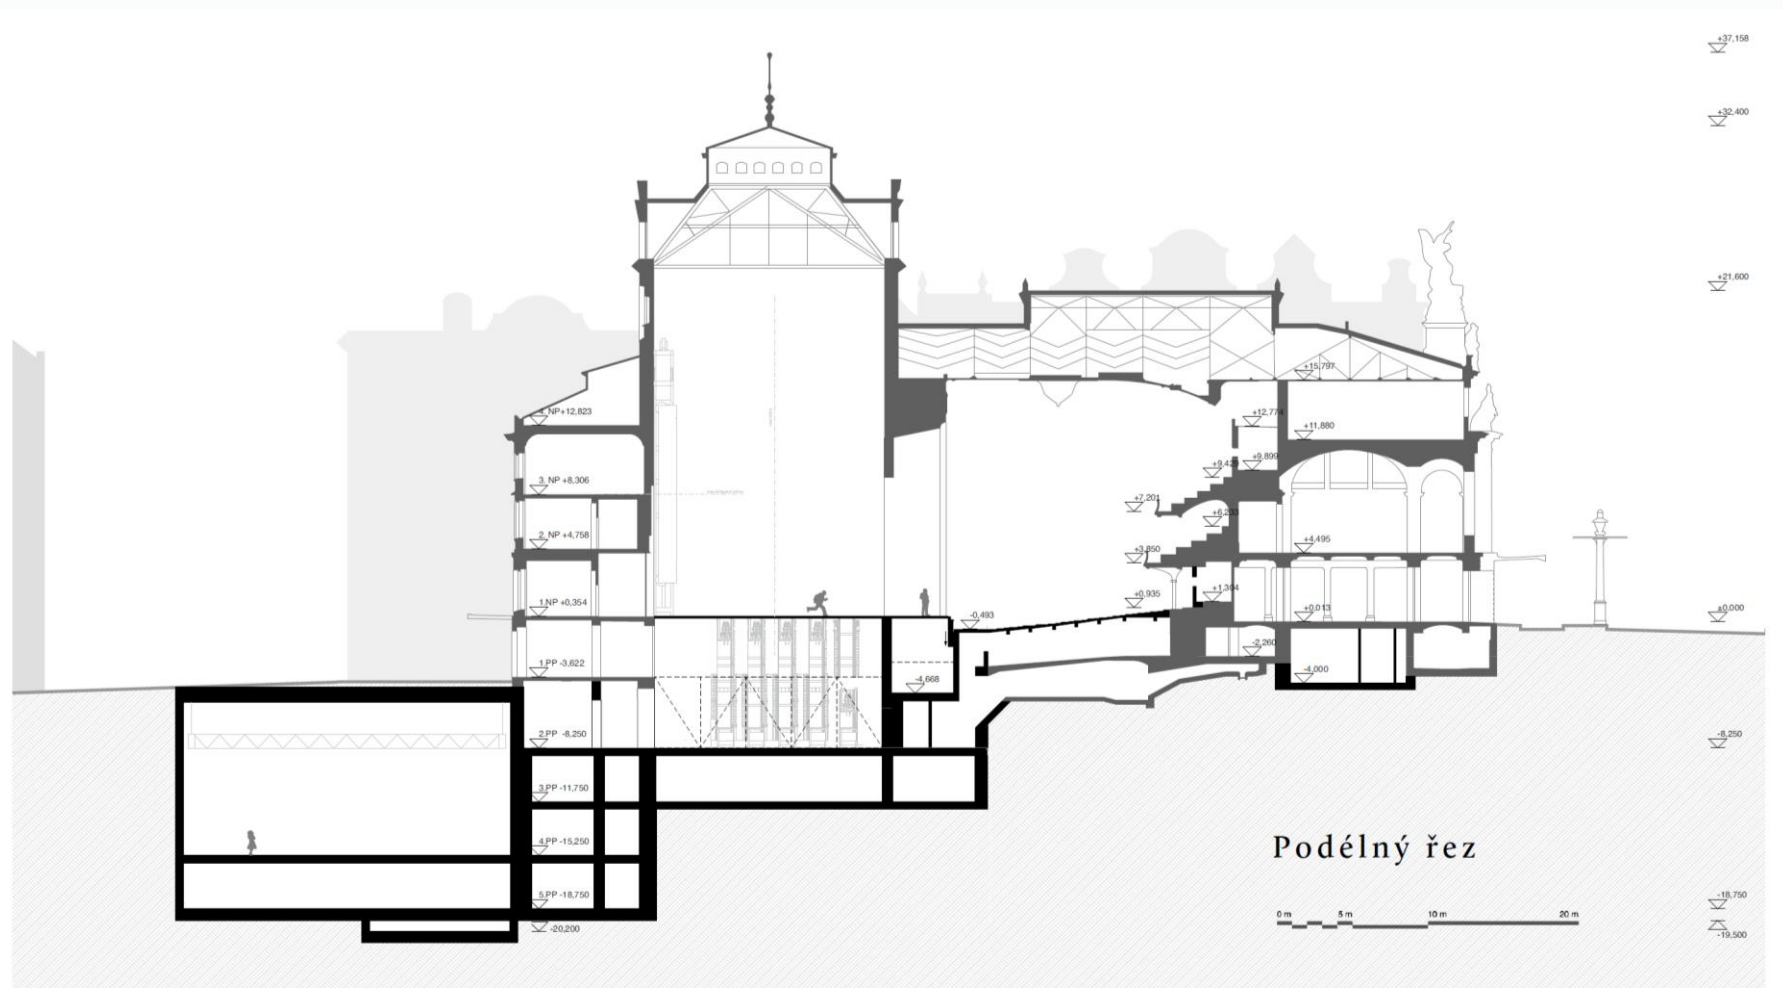 +37,158
+32,400
+21,600
+15,797
4. NP+12,823
+12,774
+11,880
+9,899
3. NP +8,306
+7,201
2. NP +4,758
+4,495
+3,850
1.NP +0,354
+0,935
+1,304
+0,013
±0,000
-0,493
-2,260
1.PP -3,622
-4,668
-4,000
2.PP -8,250
-8,250
3.PP -11,750
4.PP -15,250
Podélný řez
5.PP -18,750
-18,750
0 m 5 m 10 m 20 m
-20,200
-19,500